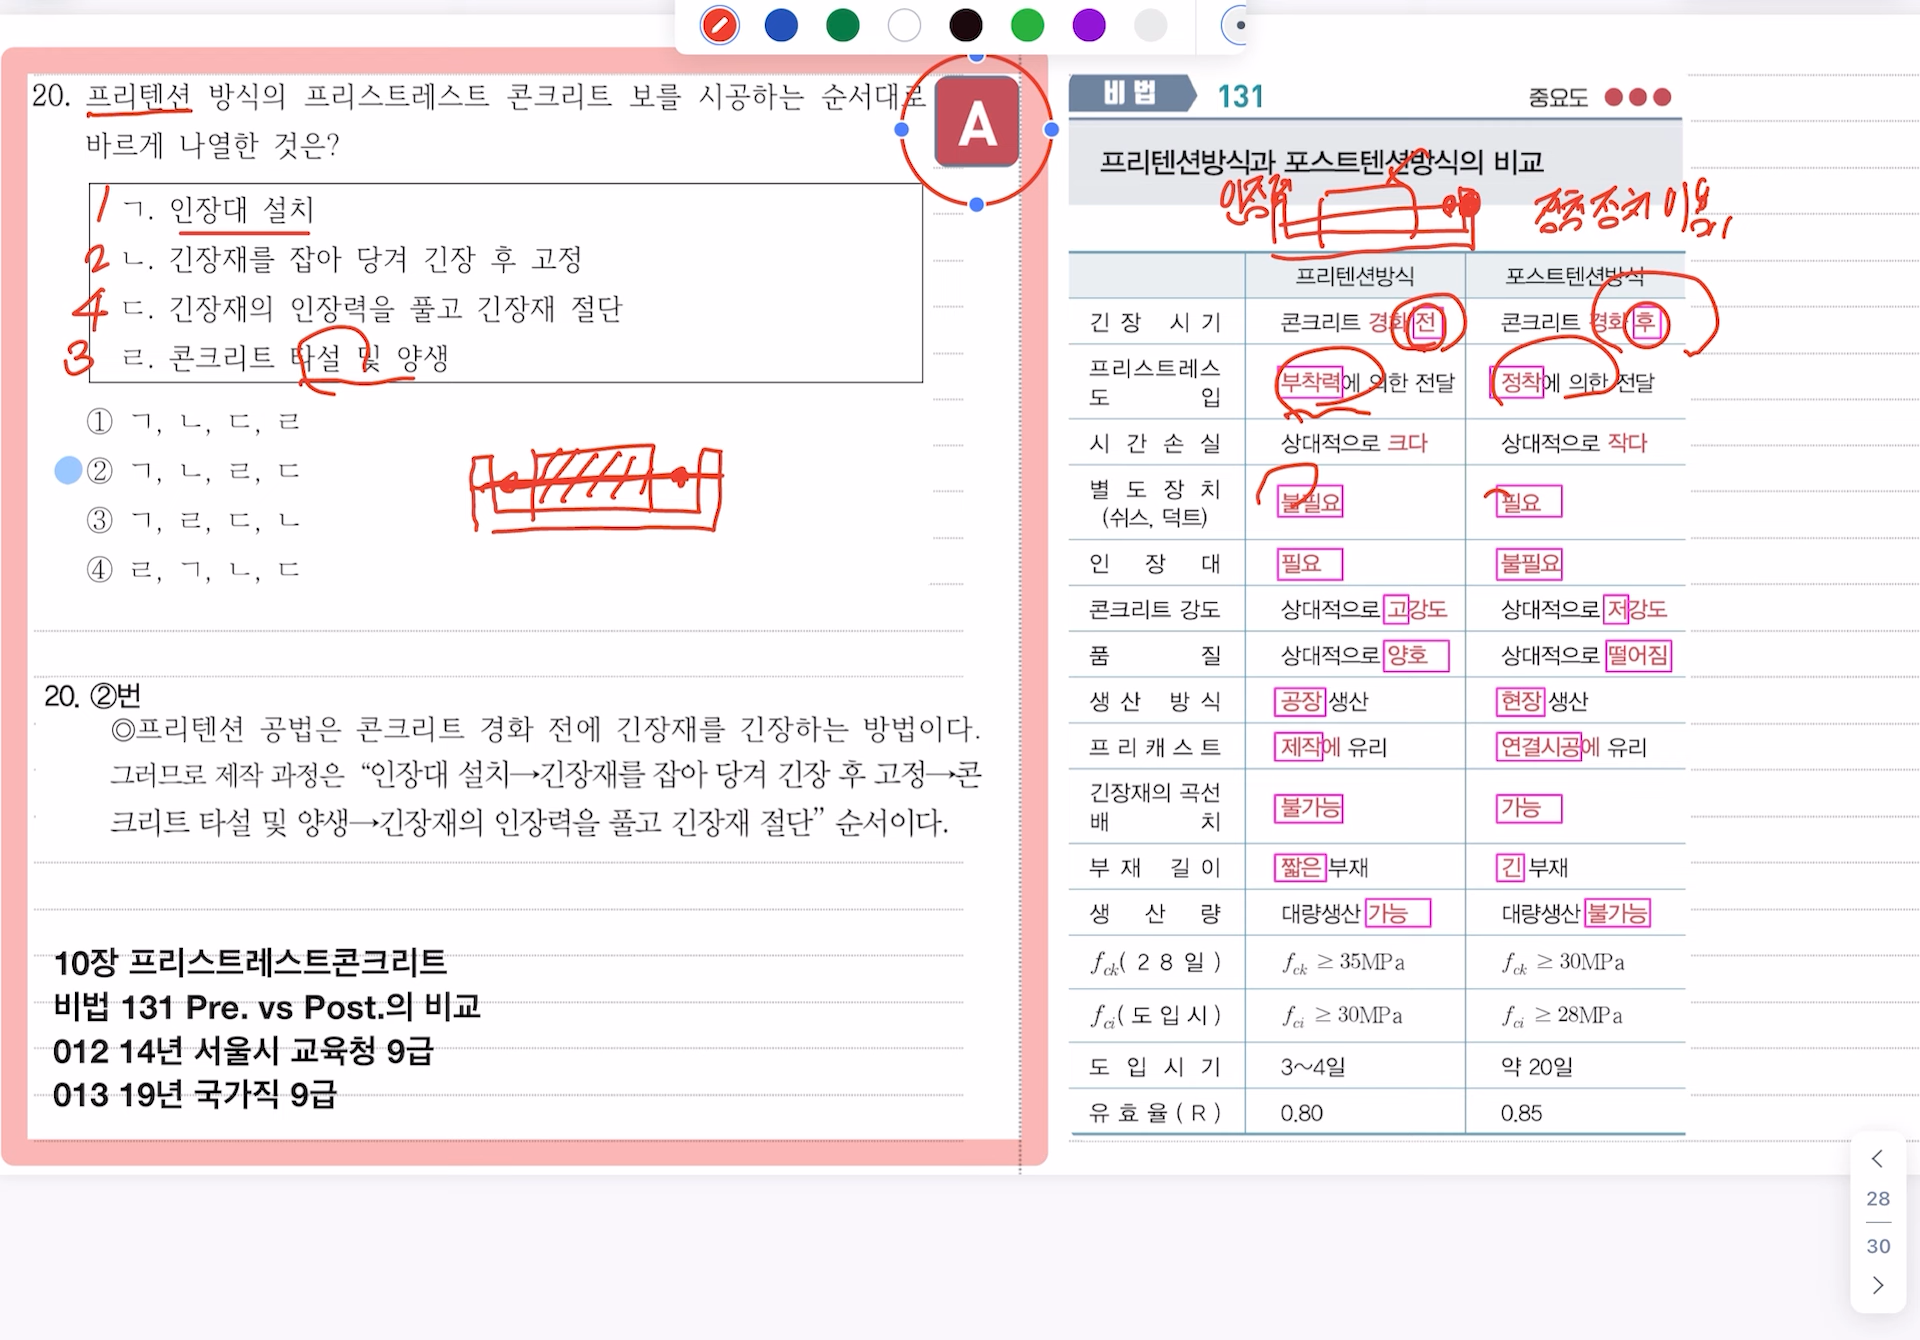 20. 프리텐션 방식의 프리스트레스트 콘크리트 보를 시공하는 순서대로
바르게 나열한 것은?
A
1 ㄱ. 인장대 설치
2 ㄴ. 긴장재를 잡아 당겨 긴장 후 고정
4 ㄷ. 긴장재의 인장력을 풀고 긴장재 절단
3 ㄹ. 콘크리트 타설 및 양생
① ㄱ, ㄴ, ㄷ, ㄹ
② ㄱ, ㄴ, ㄹ, ㄷ
③ ㄱ, ㄹ, ㄷ, ㄴ
④ ㄹ, ㄱ, ㄴ, ㄷ
20. ②번
◎프리텐션 공법은 콘크리트 경화 전에 긴장재를 긴장하는 방법이다.
그러므로 제작 과정은 “인장대 설치→긴장재를 잡아 당겨 긴장 후 고정→콘
크리트 타설 및 양생→긴장재의 인장력을 풀고 긴장재 절단” 순서이다.
10장 프리스트레스트콘크리트
비법 131 Pre. vs Post.의 비교
012 14년 서울시 교육청 9급
013 19년 국가직 9급
비법 131 중요도
프리텐션방식과 포스트텐션방식의 비교
프리텐션방식 포스트텐션방식
긴장 시기 콘크리트 경화 전 콘크리트 경화 후
프리스트레스 도입 부착력에 의한 전달 정착에 의한 전달
시간손실 상대적으로 크다 상대적으로 작다
별도장치 (쉬스, 덕트) 불필요 필요
인장대 필요 불필요
콘크리트 강도 상대적으로 고강도 상대적으로 저강도
품질 상대적으로 양호 상대적으로 떨어짐
생산 방식 공장 생산 현장 생산
프리캐스트 제작에 유리 연결시공에 유리
긴장재의 곡선 배치 불가능 가능
부재 길이 짧은 부재 긴 부재
생산량 대량생산 가능 대량생산 불가능
fck(28일) fck ≥ 35MPa fck ≥ 30MPa
fci(도입시) fci ≥ 30MPa fci ≥ 28MPa
도입시기 3~4일 약 20일
유효율(R) 0.80 0.85
28
30